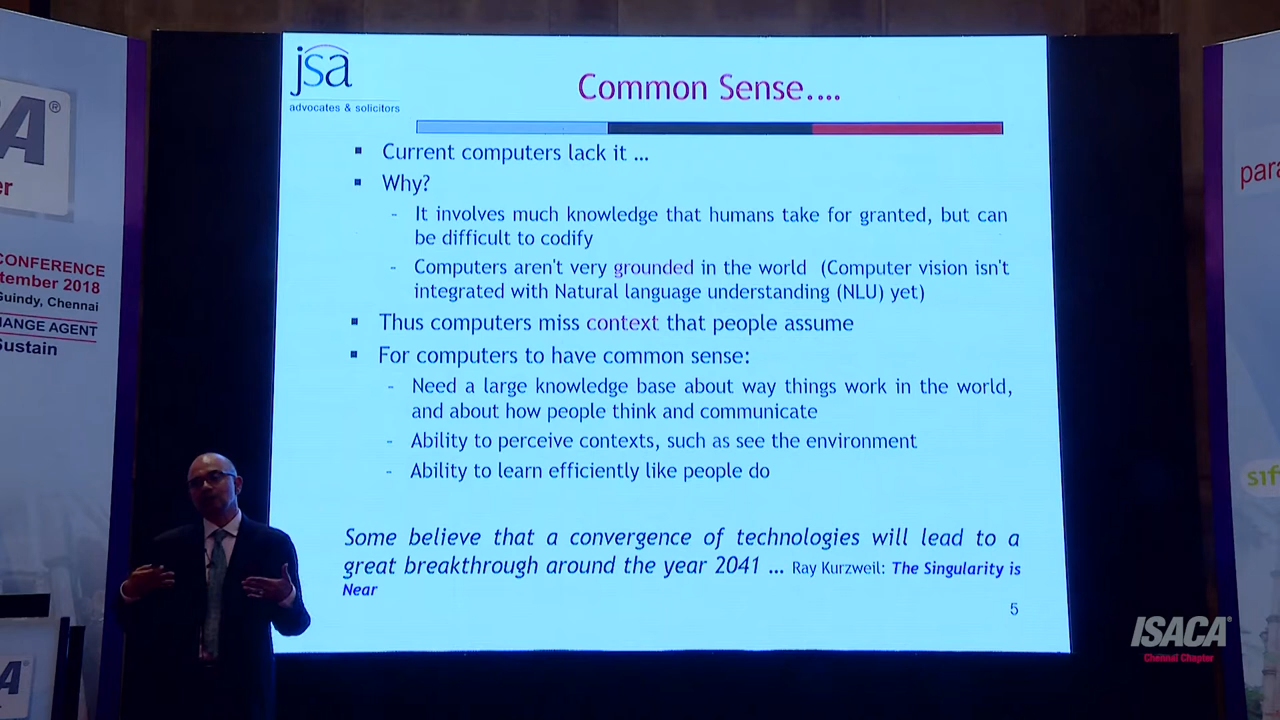 jsa
advocates & solicitors
Common Sense....
Current computers lack it ...
Why?
- It involves much knowledge that humans take for granted, but can
be difficult to codify
- Computers aren't very grounded in the world (Computer vision isn't
integrated with Natural language understanding (NLU) yet)
Thus computers miss context that people assume
For computers to have common sense:
- Need a large knowledge base about way things work in the world,
and about how people think and communicate
- Ability to perceive contexts, such as see the environment
- Ability to learn efficiently like people do
Some believe that a convergence of technologies will lead to a
great breakthrough around the year 2041 ... Ray Kurzweil: The Singularity is
Near
5
CA®
er
CONFERENCE
tember 2018
Guindy, Chennai
HANGE AGENT
Sustain
A®
para
sif
ISACA®
Chennai Chapter